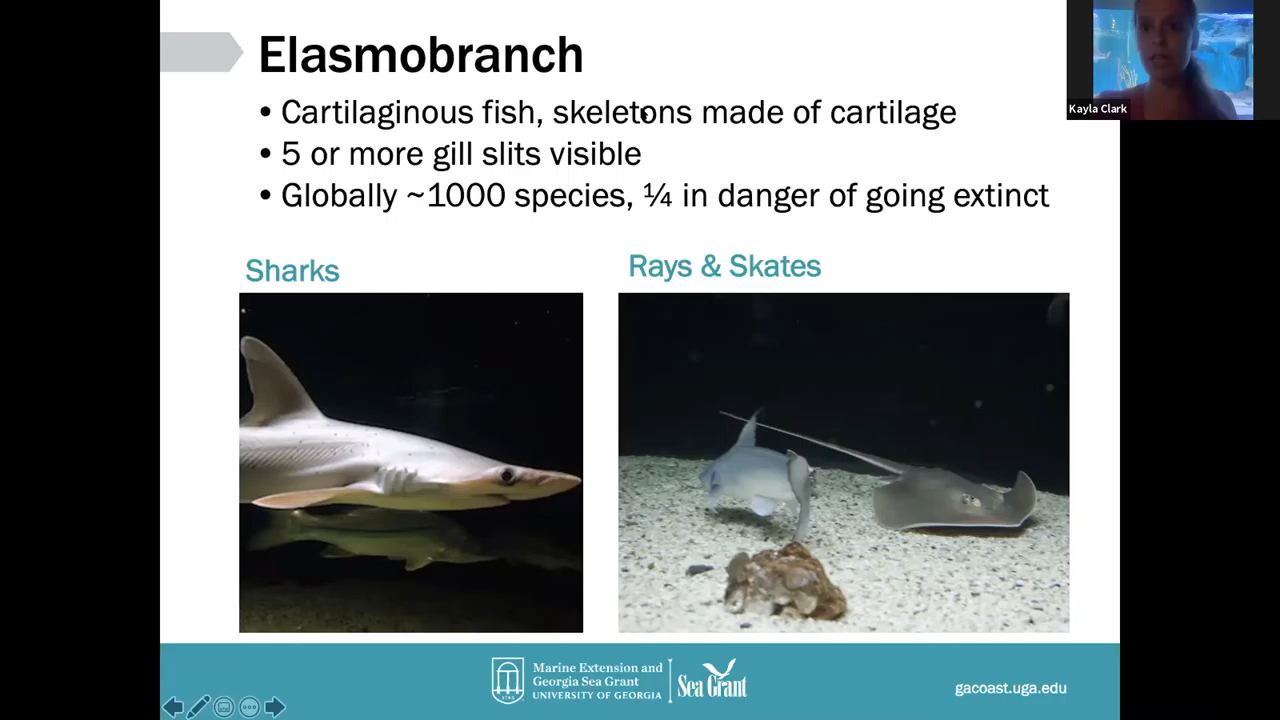 Elasmobranch
• Cartilaginous fish, skeletons made of cartilage
• 5 or more gill slits visible
• Globally ~1000 species, ¼ in danger of going extinct
Kayla Clark
Sharks
Rays & Skates
Marine Extension and
Georgia Sea Grant
UNIVERSITY OF GEORGIA
1785
Sea Grant
gacoast.uga.edu